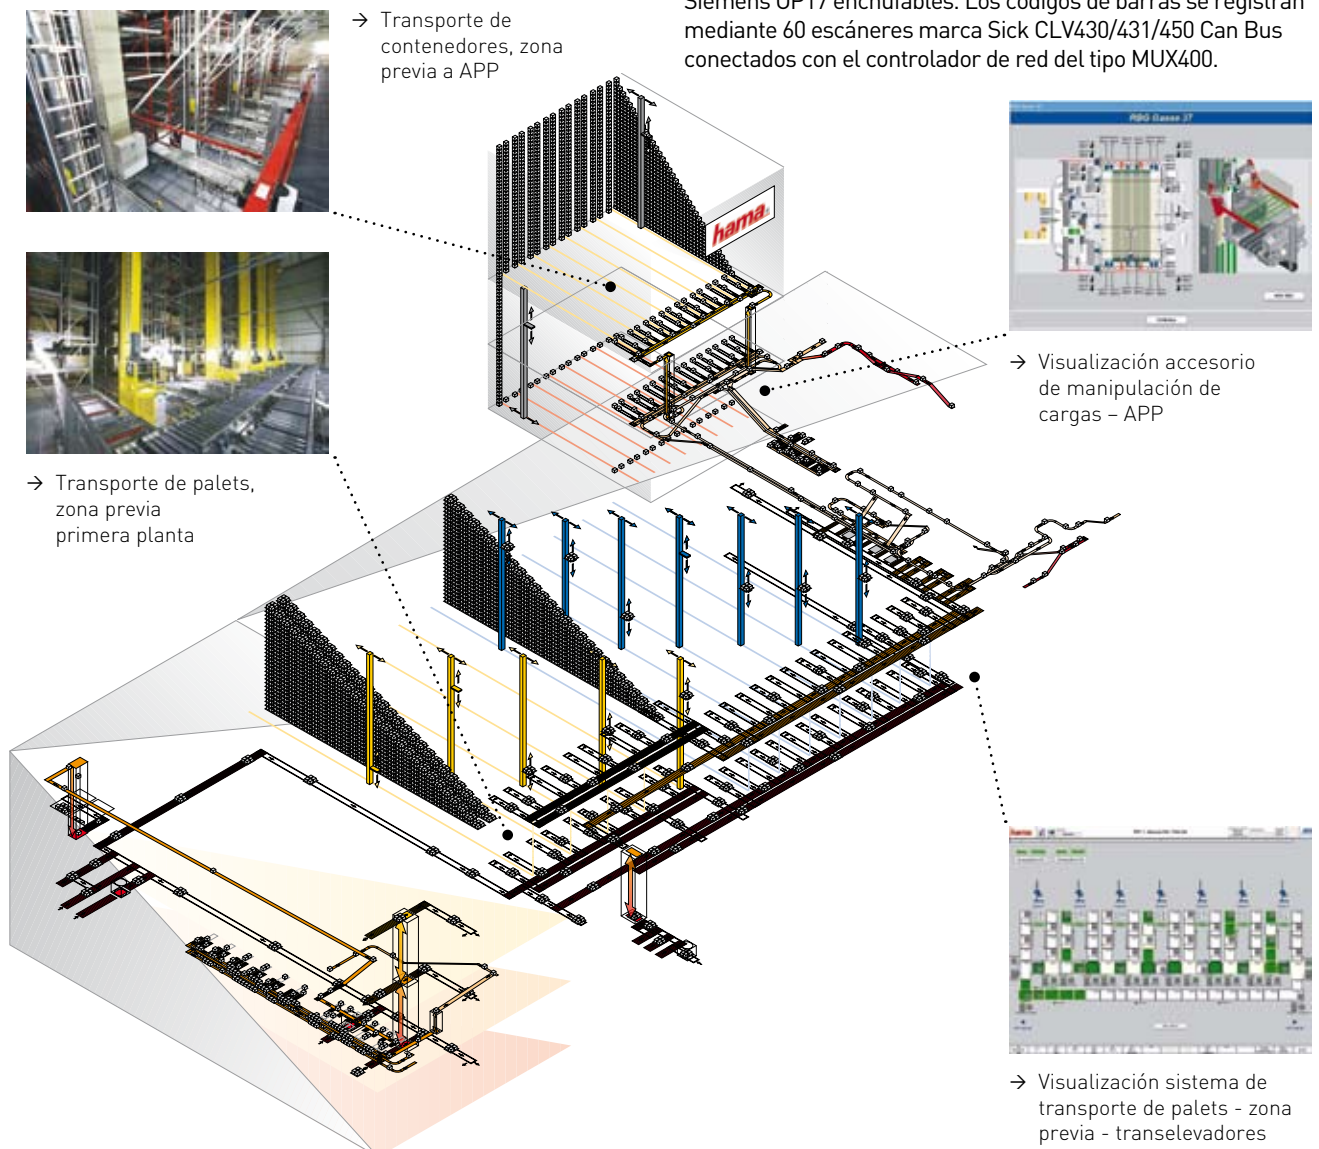 Siemens OP17 enchufables. Los códigos de barras se registran
mediante 60 escáneres marca Sick CLV430/431/450 Can Bus
conectados con el controlador de red del tipo MUX400.
→ Transporte de
contenedores, zona
previa a APP
RBG Gasse 37
hama
→ Visualización accesorio
de manipulación de
cargas – APP
→ Transporte de palets,
zona previa
primera planta
hama
→ Visualización sistema de
transporte de palets - zona
previa - transelevadores